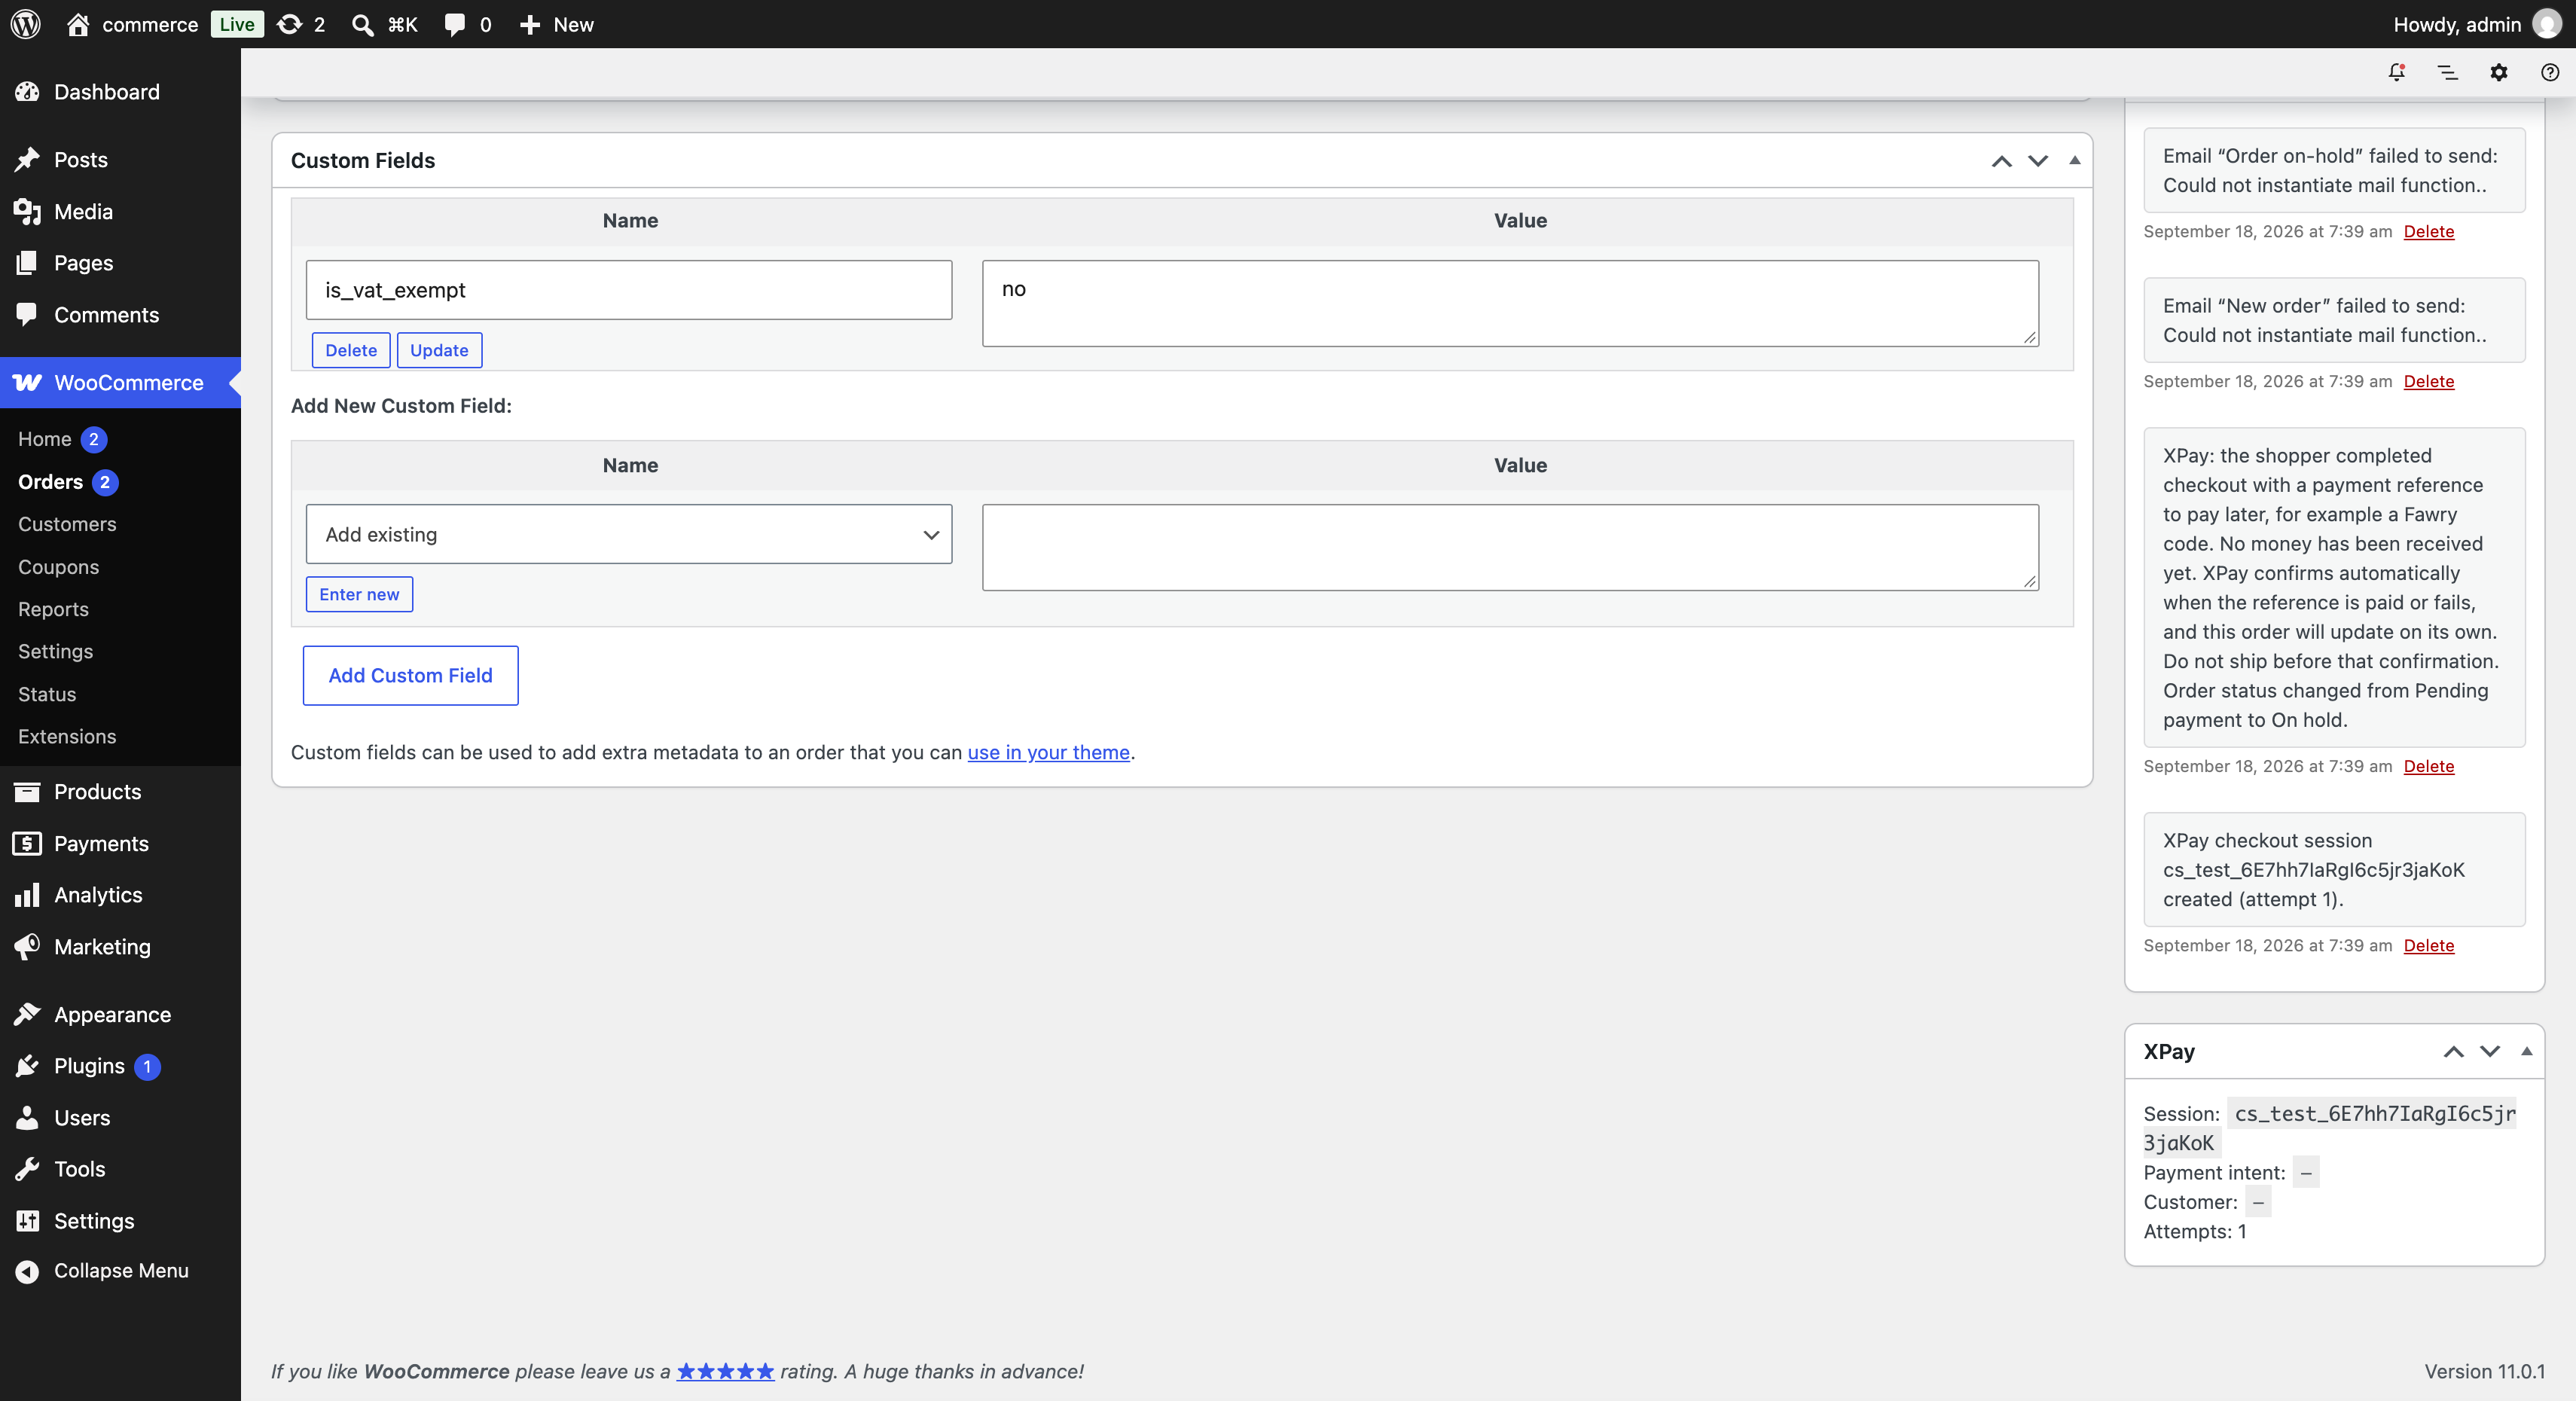 commerce
Live
2
⌘K
0
New
Howdy, admin
Dashboard
Posts
Media
Pages
Comments
WooCommerce
Home 2
Orders 2
Customers
Coupons
Reports
Settings
Status
Extensions
Products
Payments
Analytics
Marketing
Appearance
Plugins 1
Users
Tools
Settings
Collapse Menu
Custom Fields
Name
Value
is_vat_exempt
no
Delete
Update
Add New Custom Field:
Name
Value
Add existing
Enter new
Add Custom Field
Custom fields can be used to add extra metadata to an order that you can use in your theme.
Email “Order on-hold” failed to send:
Could not instantiate mail function..
September 18, 2026 at 7:39 am Delete
Email “New order” failed to send:
Could not instantiate mail function..
September 18, 2026 at 7:39 am Delete
XPay: the shopper completed
checkout with a payment reference
to pay later, for example a Fawry
code. No money has been received
yet. XPay confirms automatically
when the reference is paid or fails,
and this order will update on its own.
Do not ship before that confirmation.
Order status changed from Pending
payment to On hold.
September 18, 2026 at 7:39 am Delete
XPay checkout session
cs_test_6E7hh7IaRgI6c5jr3jaKoK
created (attempt 1).
September 18, 2026 at 7:39 am Delete
XPay
Session: cs_test_6E7hh7IaRgI6c5jr
3jaKoK
Payment intent: –
Customer: –
Attempts: 1
If you like WooCommerce please leave us a ★★★★★ rating. A huge thanks in advance!
Version 11.0.1